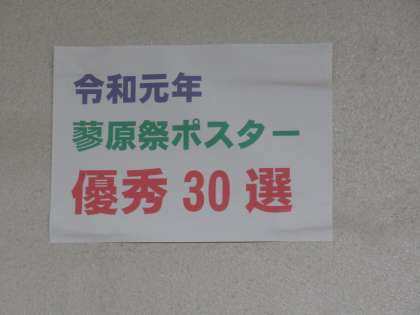 令和元年
蓼原祭ポスター
優秀 30 選